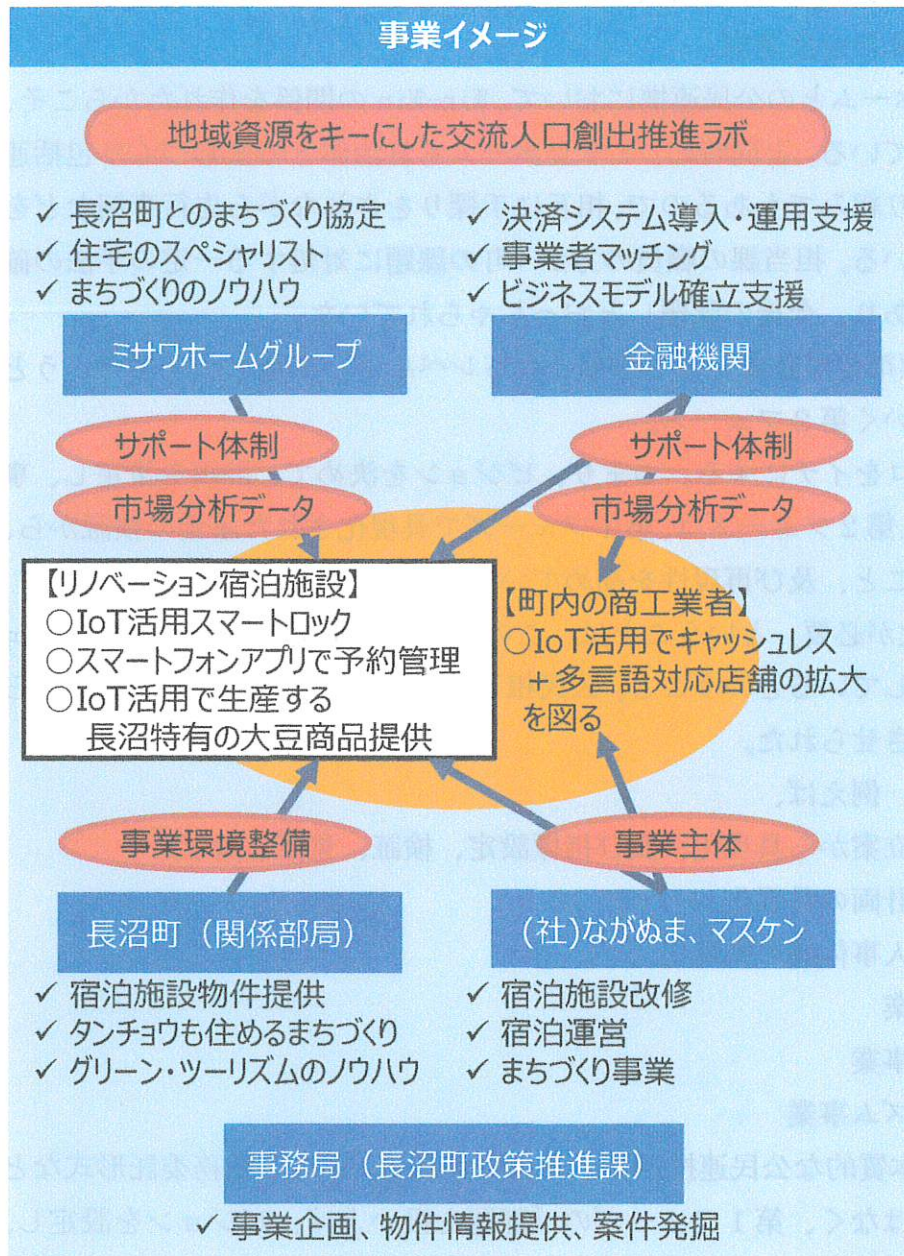 事業イメージ
地域資源をキーにした交流人口創出推進ラボ
✓ 長沼町とのまちづくり協定
✓ 住宅のスペシャリスト
✓ まちづくりのノウハウ
✓ 決済システム導入・運用支援
事業者マッチング
✓ ビジネスモデル確立支援
ミサワホームグループ
金融機関
サポート体制
市場分析データ
サポート体制
市場分析データ
【リノベーション宿泊施設】
○IoT活用スマートロック
○スマートフォンアプリで予約管理
○IoT活用で生産する
長沼特有の大豆商品提供
【町内の商工業者】
○IoT活用でキャッシュレス
+多言語対応店舗の拡大
を図る
事業環境整備
事業主体
長沼町（関係部局）
(社)ながぬま、マスケン
✓ 宿泊施設物件提供
✓ タンチョウも住めるまちづくり
✓ グリーン・ツーリズムのノウハウ
✓ 宿泊施設改修
✓ 宿泊運営
✓ まちづくり事業
事務局（長沼町政策推進課）
✓ 事業企画、物件情報提供、案件発掘